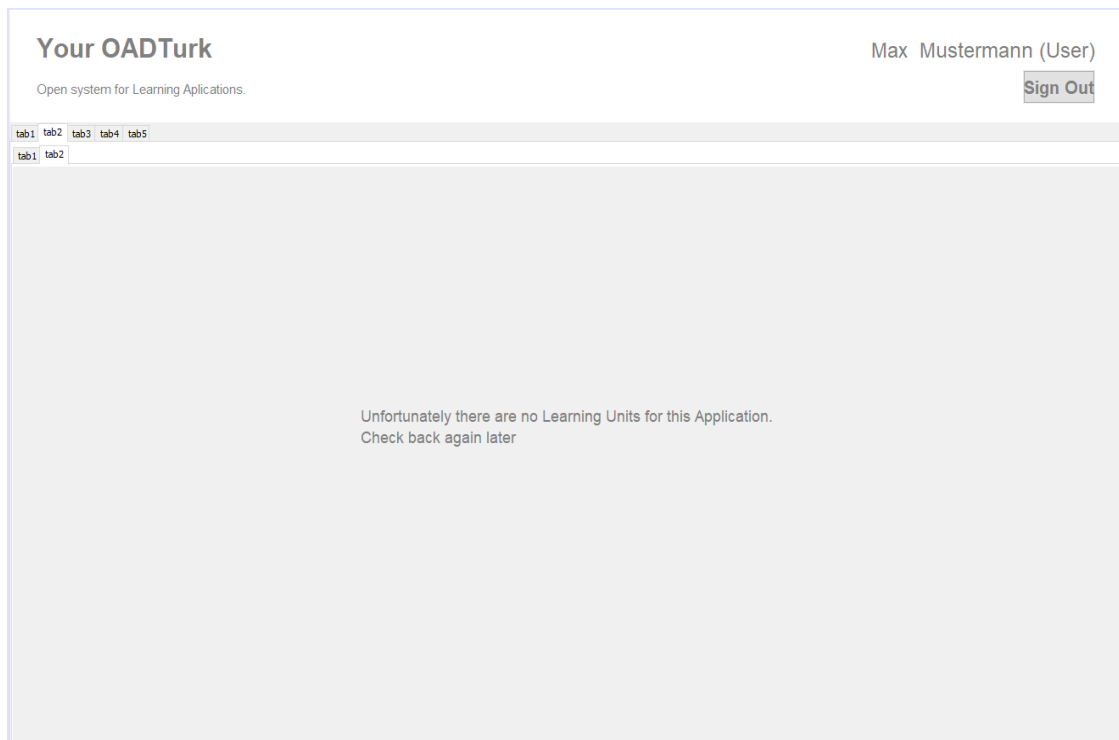 Your OADTurk
Max Mustermann (User)
Open system for Learning Aplications.
Sign Out
tab1 tab2 tab3 tab4 tab5
tab1 tab2
Unfortunately there are no Learning Units for this Application.
Check back again later